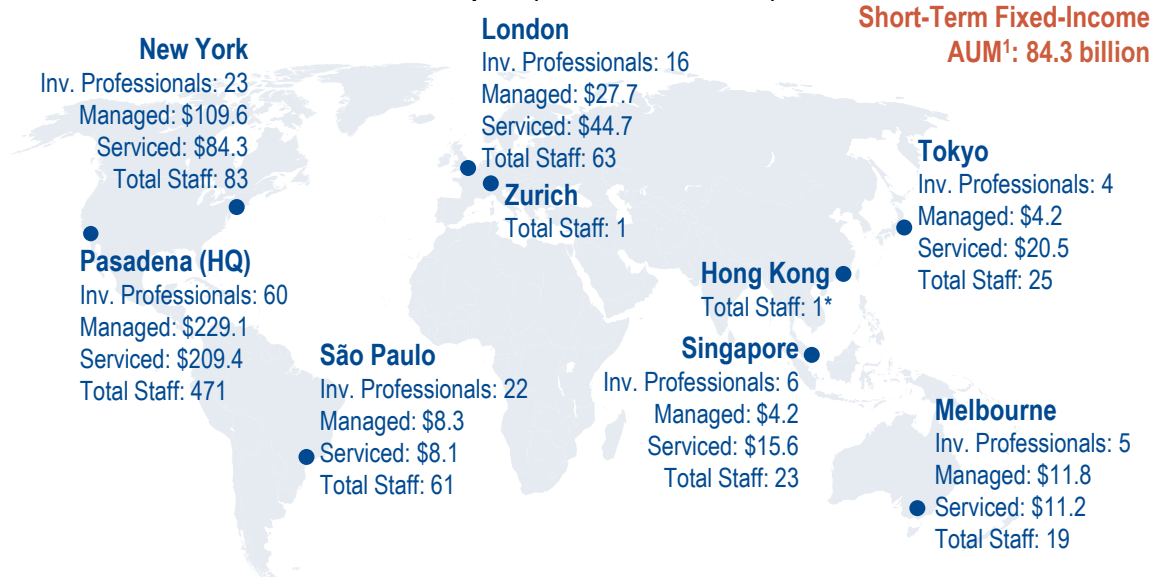 Short-Term Fixed-Income
AUM1: 84.3 billion
New York
Inv. Professionals: 23
Managed: $109.6
Serviced: $84.3
Total Staff: 83
London
Inv. Professionals: 16
Managed: $27.7
Serviced: $44.7
Total Staff: 63
Zurich
Total Staff: 1
Tokyo
Inv. Professionals: 4
Managed: $4.2
Serviced: $20.5
Total Staff: 25
Pasadena (HQ)
Inv. Professionals: 60
Managed: $229.1
Serviced: $209.4
Total Staff: 471
Hong Kong
Total Staff: 1*
São Paulo
Inv. Professionals: 22
Managed: $8.3
Serviced: $8.1
Total Staff: 61
Singapore
Inv. Professionals: 6
Managed: $4.2
Serviced: $15.6
Total Staff: 23
Melbourne
Inv. Professionals: 5
Managed: $11.8
Serviced: $11.2
Total Staff: 19